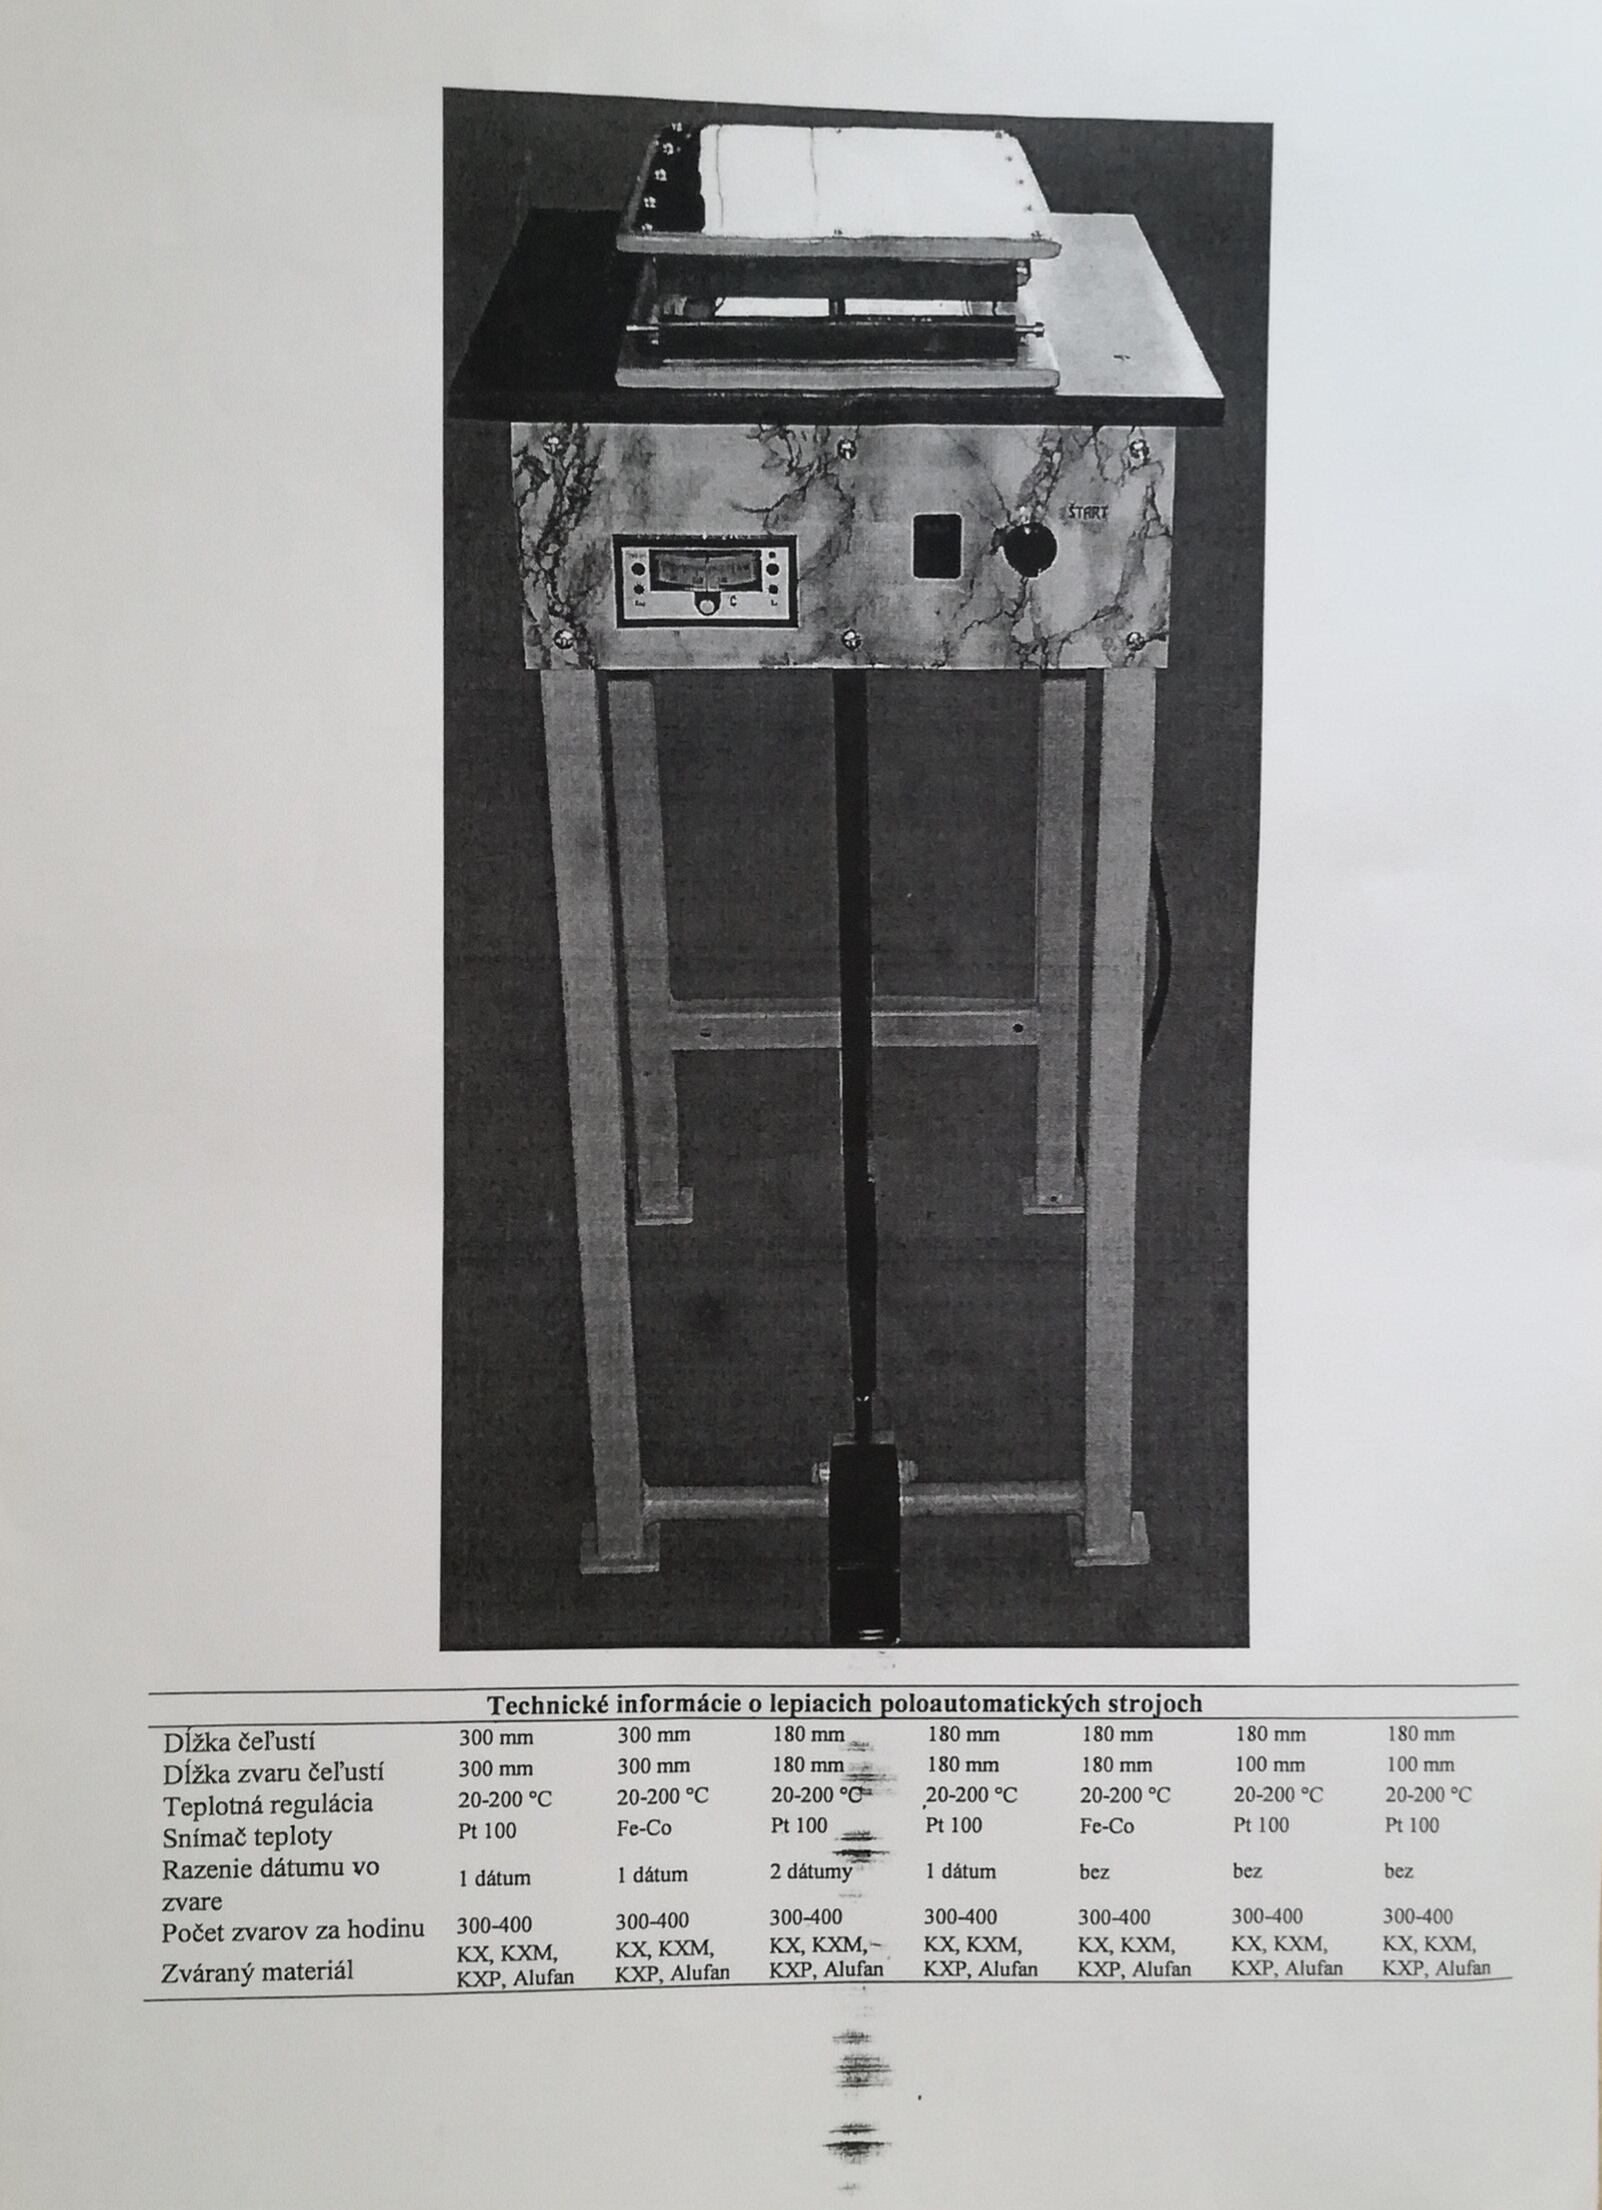 ŠTART
°C
Technické informácie o lepiacich poloautomatických strojoch
Dĺžka čeľustí 300 mm 300 mm 180 mm 180 mm 180 mm 180 mm 180 mm
Dĺžka zvaru čeľustí 300 mm 300 mm 180 mm 180 mm 180 mm 100 mm 100 mm
Teplotná regulácia 20-200 °C 20-200 °C 20-200 °C 20-200 °C 20-200 °C 20-200 °C 20-200 °C
Snímač teploty Pt 100 Fe-Co Pt 100 Pt 100 Fe-Co Pt 100 Pt 100
Razenie dátumu vo
zvare 1 dátum 1 dátum 2 dátumy 1 dátum bez bez bez
Počet zvarov za hodinu 300-400 300-400 300-400 300-400 300-400 300-400 300-400
KX, KXM, KX, KXM, KX, KXM, KX, KXM, KX, KXM, KX, KXM, KX, KXM,
Zváraný materiál KXP, Alufan KXP, Alufan KXP, Alufan KXP, Alufan KXP, Alufan KXP, Alufan KXP, Alufan